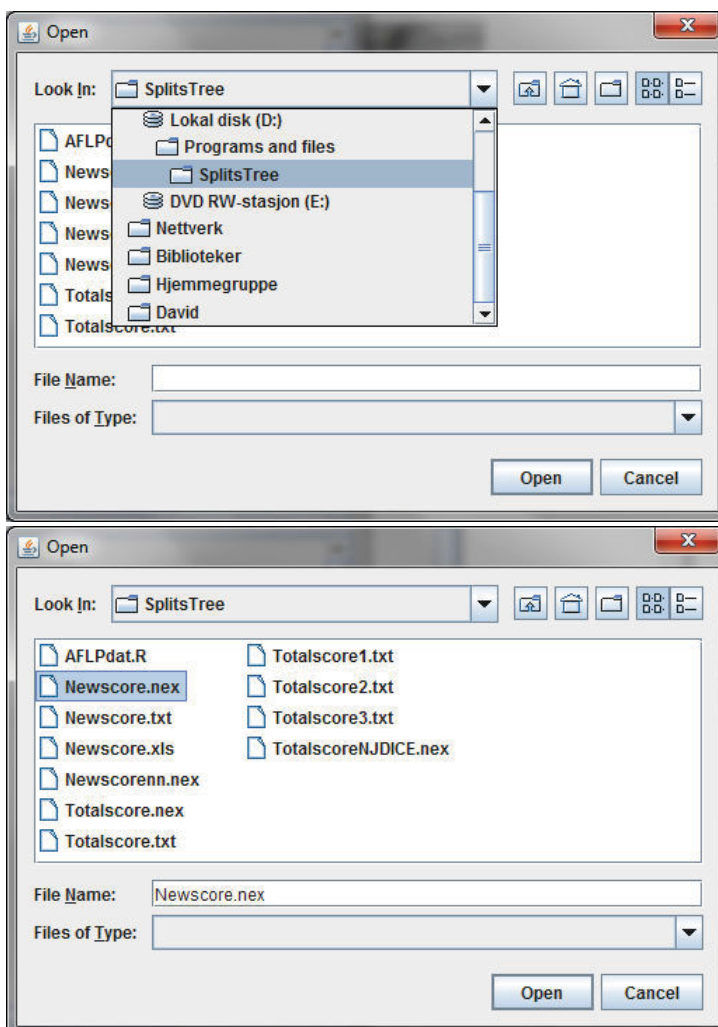 Open
Look In: SplitsTree
Lokal disk (D:)
Programs and files
SplitsTree
DVD RW-stasjon (E:)
Nettverk
Biblioteker
Hjemmegruppe
David
Totalscore.txt
File Name:
Files of Type:
Open Cancel
Open
Look In: SplitsTree
AFLPdat.R Totalscore1.txt
Newscore.nex Totalscore2.txt
Newscore.txt Totalscore3.txt
Newscore.xls TotalscoreNJDICE.nex
Newscorenn.nex
Totalscore.nex
Totalscore.txt
File Name: Newscore.nex
Files of Type:
Open Cancel